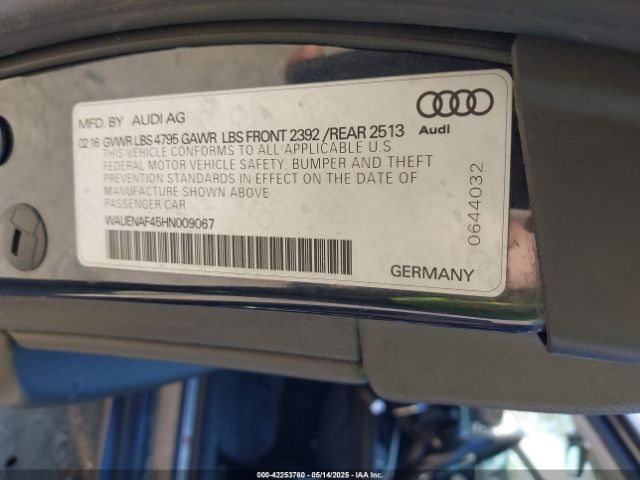 MFD. BY AUDI AG
Audi
02 16 GVWR LBS 4795 GAWR LBS FRONT 2392 /REAR 2513
THIS VEHICLE CONFORMS TO ALL APPLICABLE U.S.
FEDERAL MOTOR VEHICLE SAFETY, BUMPER AND THEFT
PREVENTION STANDARDS IN EFFECT ON THE DATE OF
MANUFACTURE SHOWN ABOVE
PASSENGER CAR
WAUENAF45HN009067
GERMANY
0644032
000-42253760 - 05/14/2025 - IAA Inc.